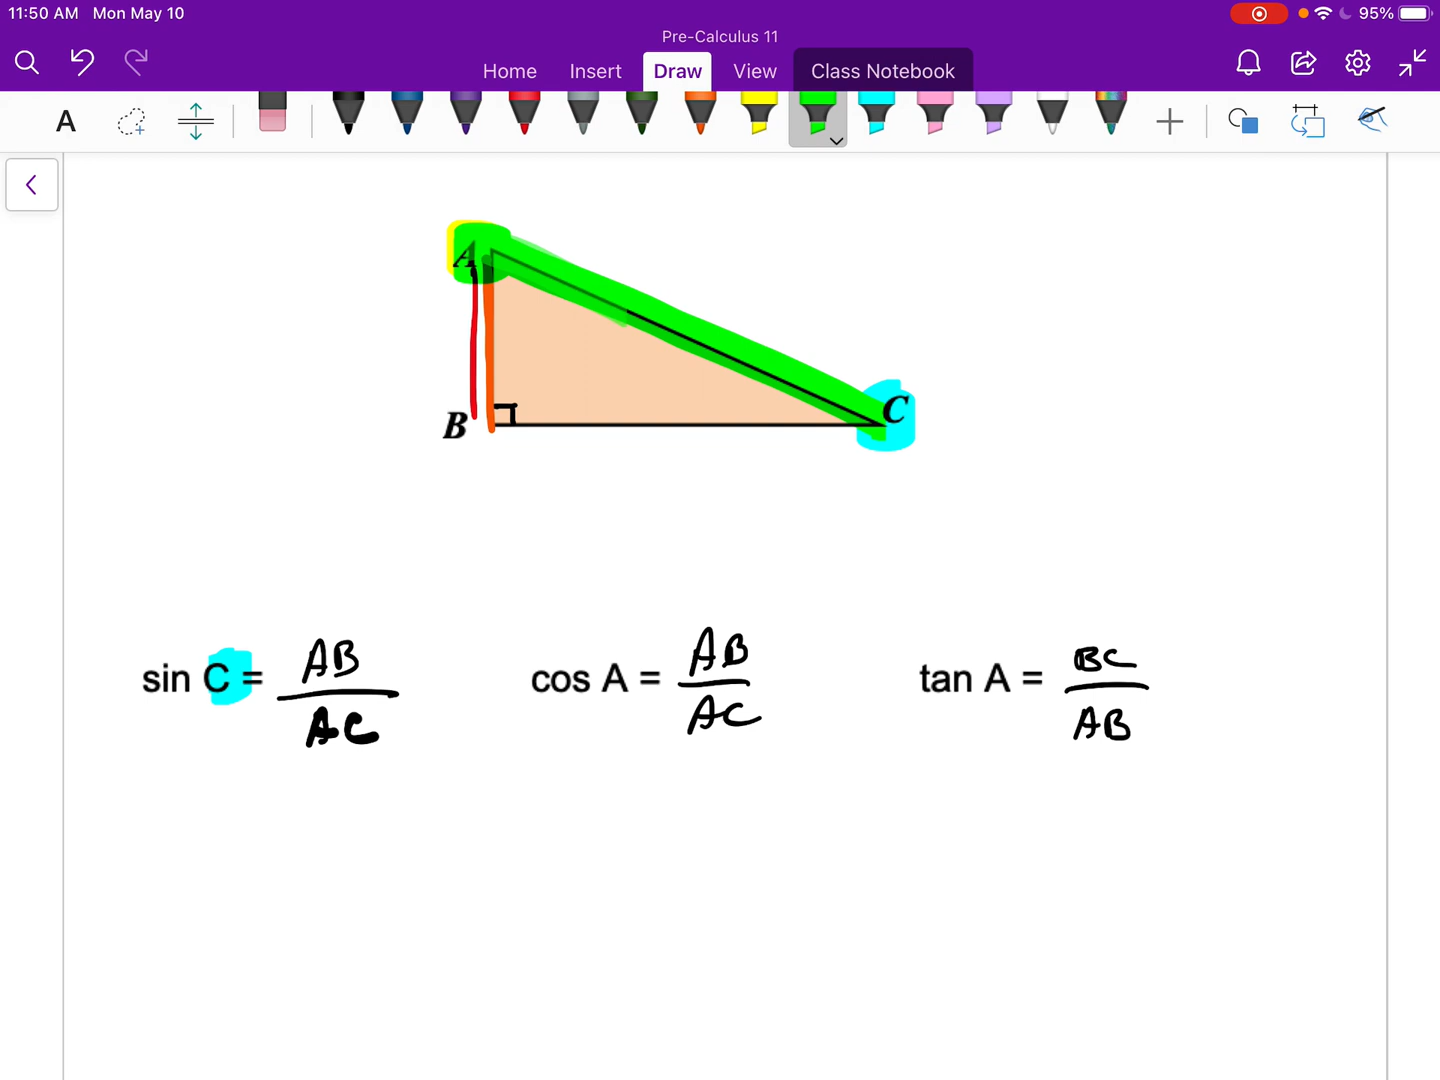 11:50 AM Mon May 10
95%
Pre-Calculus 11
Home Insert Draw View Class Notebook
A
A
B
C
sin C = AB / AC
cos A = AB / AC
tan A = BC / AB